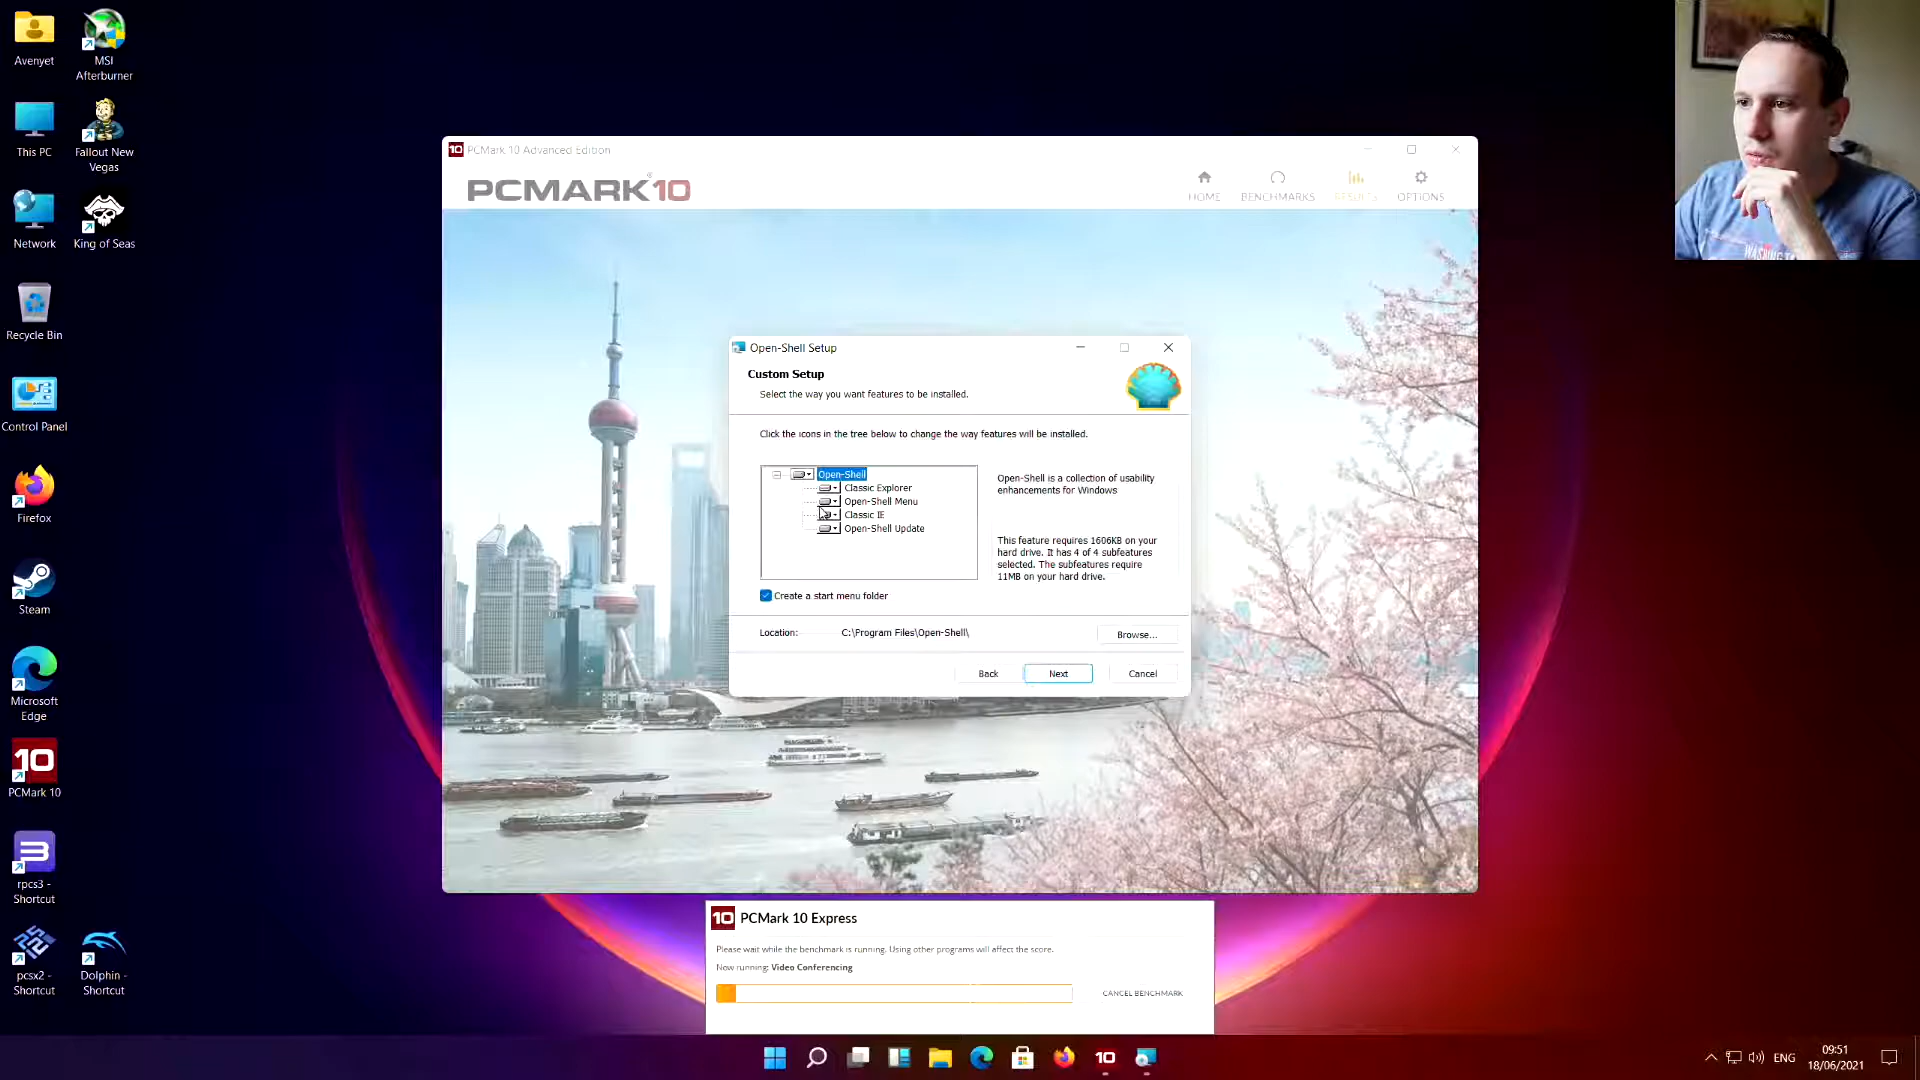 Avenyet
MSI
Afterburner
This PC
Fallout New
Vegas
Network
King of Seas
Recycle Bin
Control Panel
Firefox
Steam
Microsoft
Edge
10
PCMark 10
rpcs3 -
Shortcut
pcsx2 -
Shortcut
Dolphin -
Shortcut
10 PCMark 10 Advanced Edition
PCMARK®10
HOME
BENCHMARKS
RESULTS
OPTIONS
Open-Shell Setup
Custom Setup
Select the way you want features to be installed.
Click the icons in the tree below to change the way features will be installed.
Open-Shell
Classic Explorer
Open-Shell Menu
Classic IE
Open-Shell Update
Open-Shell is a collection of usability
enhancements for Windows
This feature requires 1606KB on your
hard drive. It has 4 of 4 subfeatures
selected. The subfeatures require
11MB on your hard drive.
Create a start menu folder
Location:
C:\Program Files\Open-Shell\
Browse...
Back
Next
Cancel
10 PCMark 10 Express
Please wait while the benchmark is running. Using other programs will affect the score.
Now running: Video Conferencing
CANCEL BENCHMARK
10
ENG
09:51
18/06/2021
WASHINGT